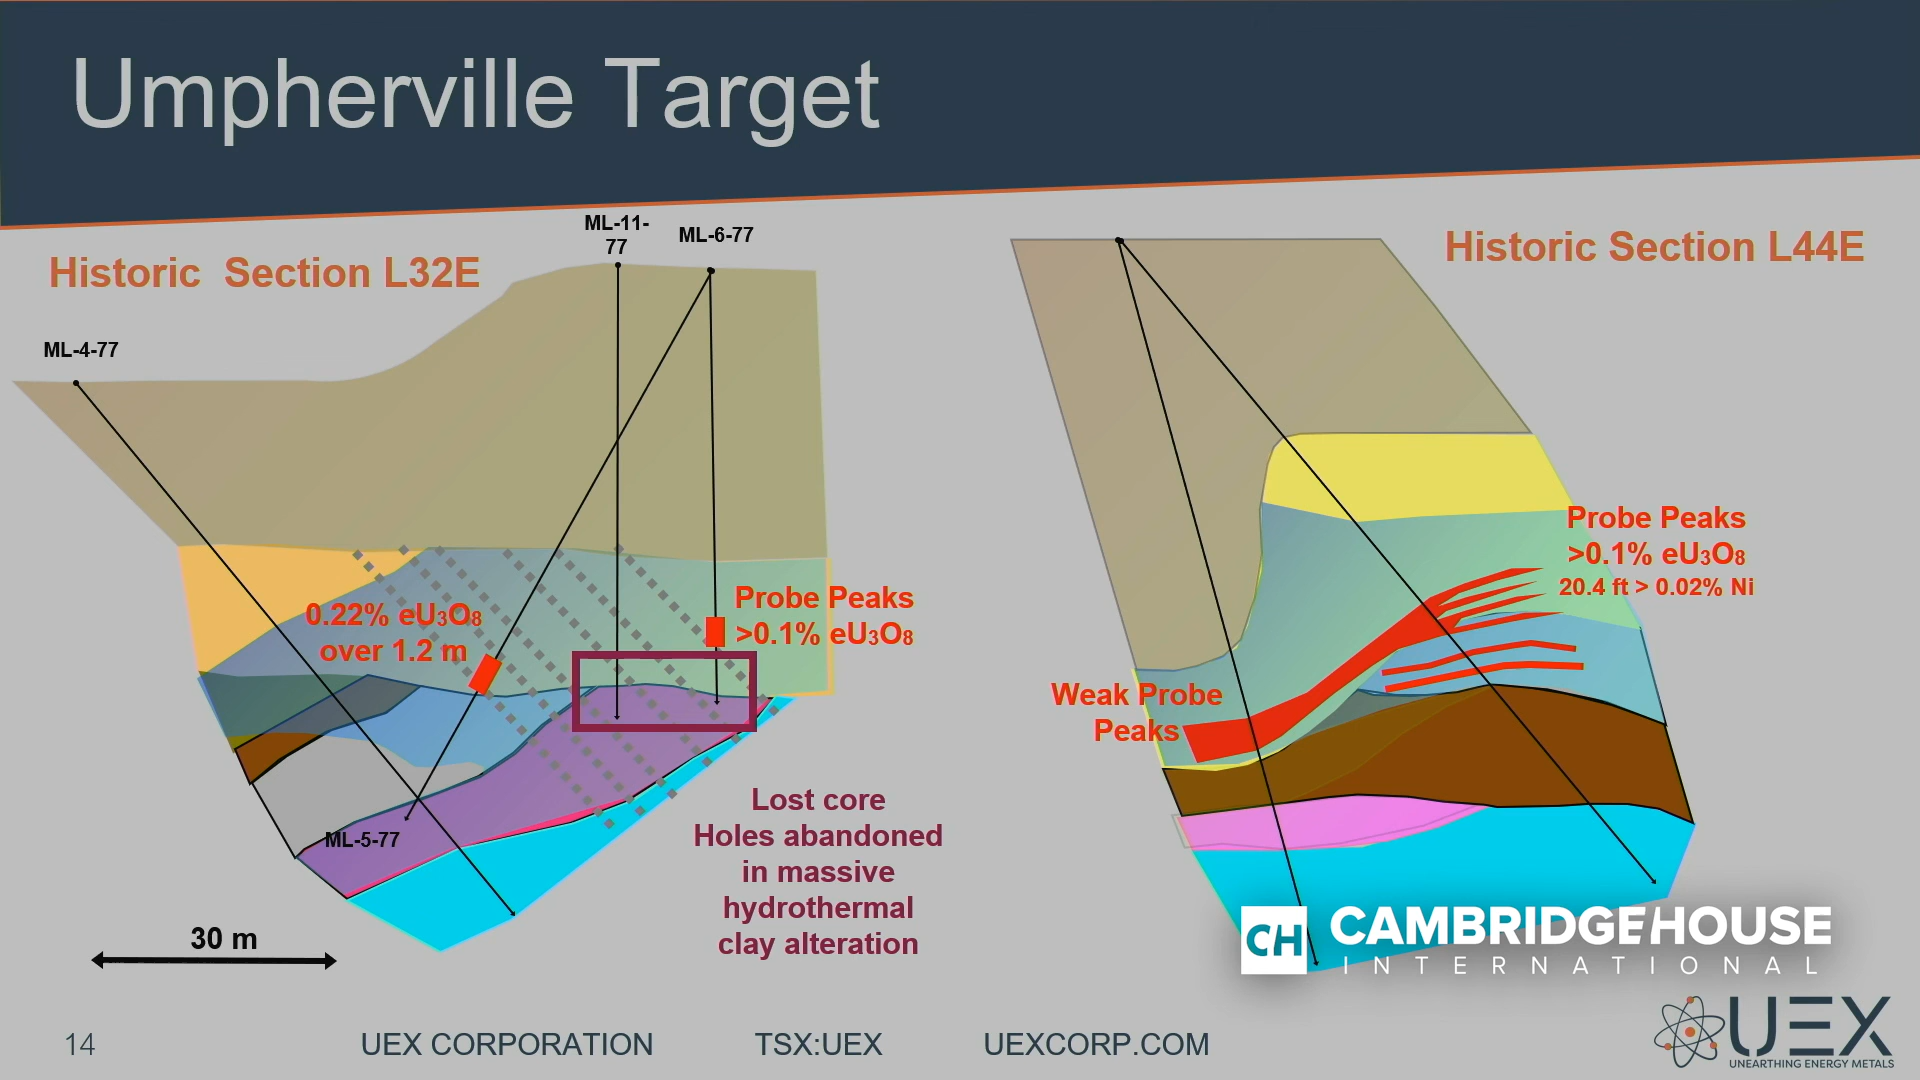 Umpherville Target
Historic Section L32E
ML-11-
77
ML-6-77
Historic Section L44E
ML-4-77
0.22% eU₃O₈
over 1.2 m
Probe Peaks
>0.1% eU₃O₈
Probe Peaks
>0.1% eU₃O₈
20.4 ft > 0.02% Ni
Weak Probe
Peaks
ML-5-77
Lost core
Holes abandoned
in massive
hydrothermal
clay alteration
30 m
CH CAMBRIDGEHOUSE
INTERNATIONAL
14
UEX CORPORATION
TSX:UEX
UEXCORP.COM
UEX
UNEARTHING ENERGY METALS